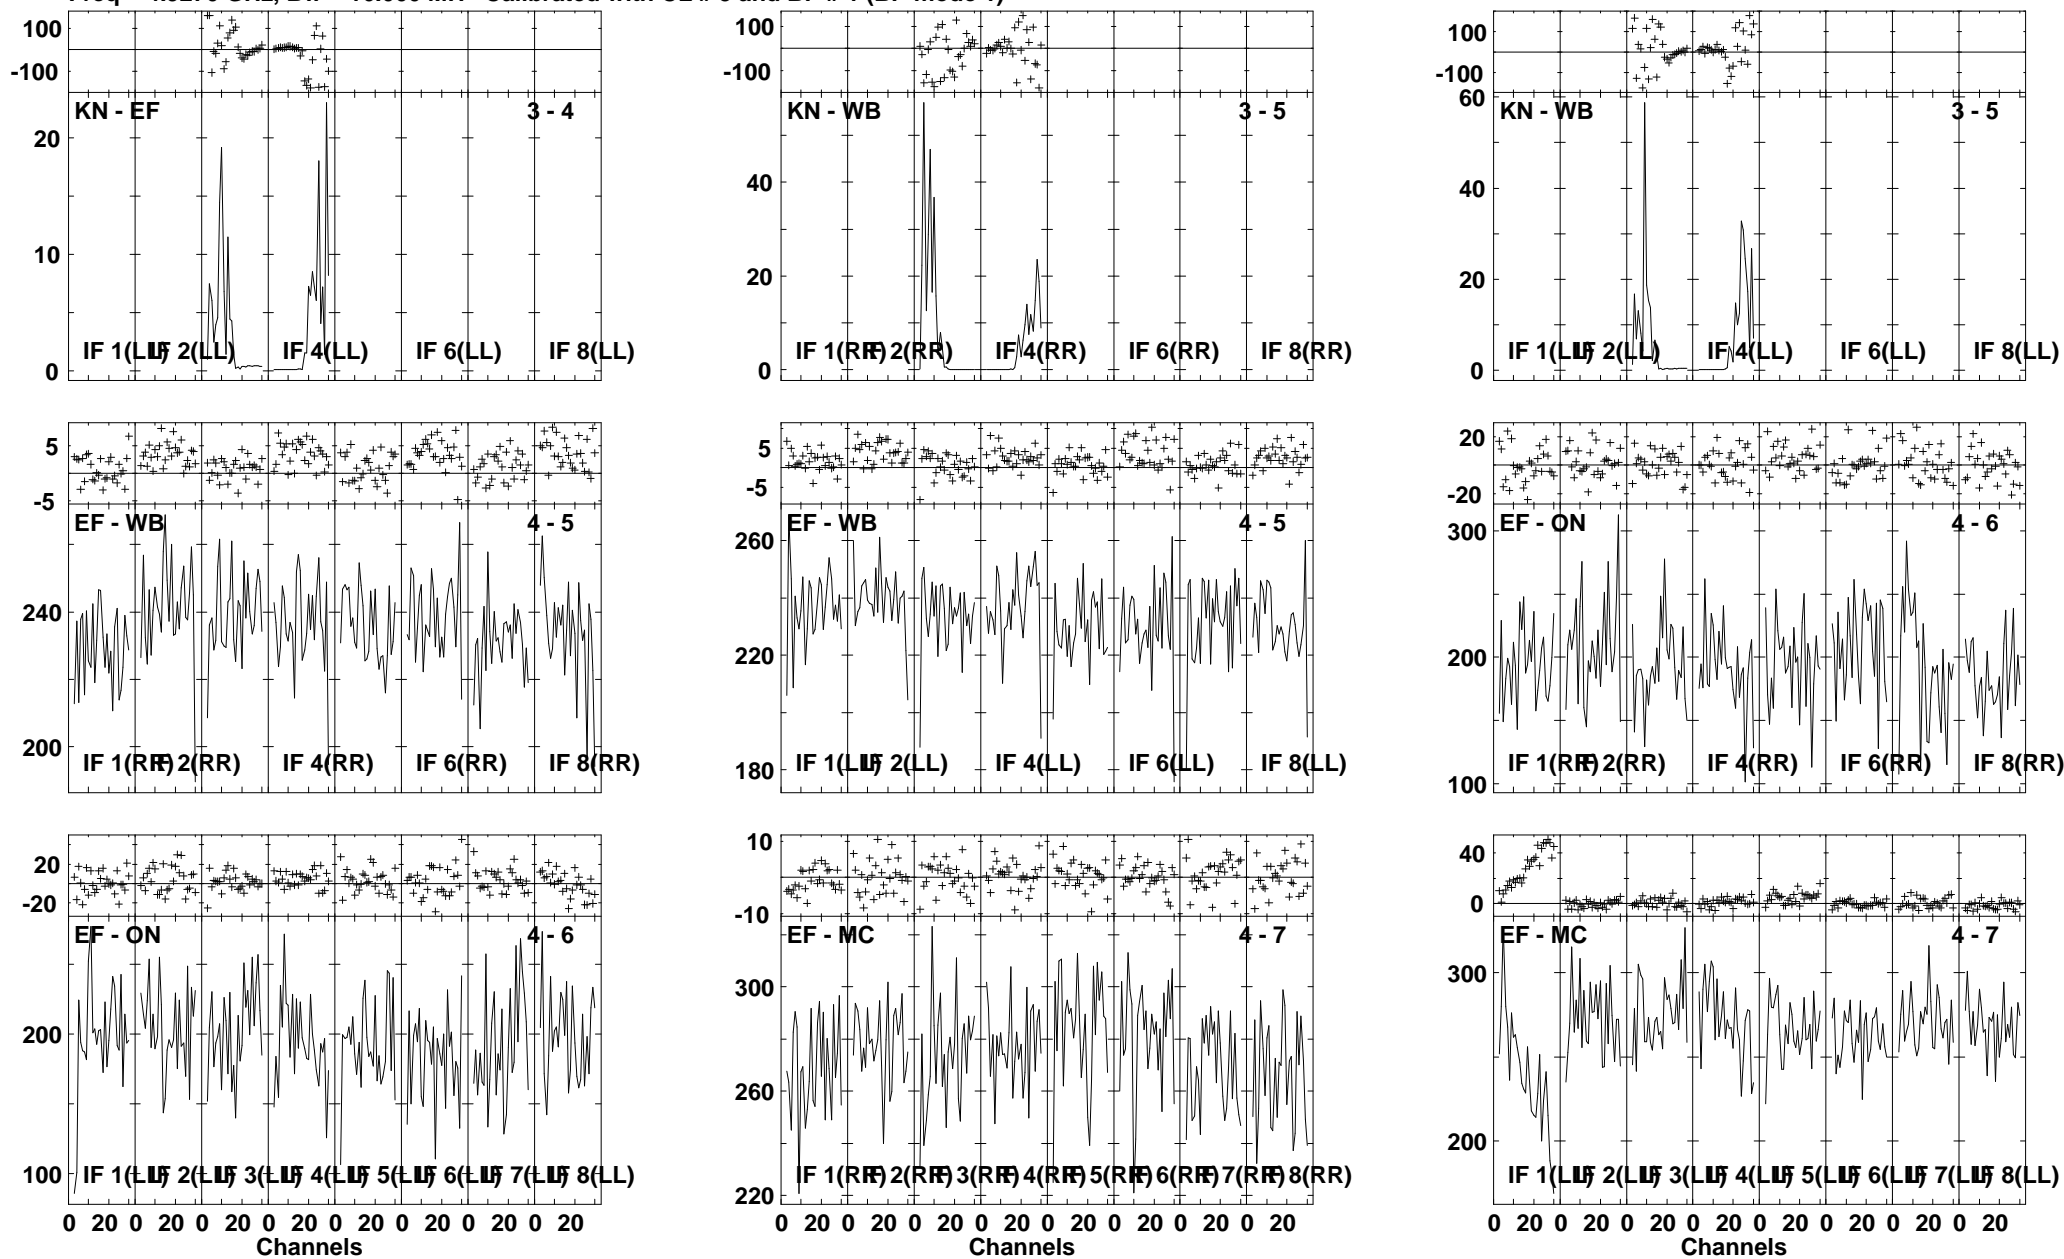 100
-100
KN - EF 3 - 4
20
10
0
IF 1(LL) IF 2(LL) IF 4(LL) IF 6(LL) IF 8(LL)
100
-100
KN - WB 3 - 5
40
20
0
IF 1(RR) IF 2(RR) IF 4(RR) IF 6(RR) IF 8(RR)
100
-100
60
KN - WB 3 - 5
40
20
0
IF 1(LL) IF 2(LL) IF 4(LL) IF 6(LL) IF 8(LL)
5
-5
EF - WB 4 - 5
240
200
IF 1(RR) IF 2(RR) IF 4(RR) IF 6(RR) IF 8(RR)
5
-5
EF - WB 4 - 5
260
220
180
IF 1(LL) IF 2(LL) IF 4(LL) IF 6(LL) IF 8(LL)
20
-20
EF - ON 4 - 6
300
200
100
IF 1(RR) IF 2(RR) IF 4(RR) IF 6(RR) IF 8(RR)
20
-20
EF - ON 4 - 6
200
100
IF 1(LL) IF 2(LL) IF 3(LL) IF 4(LL) IF 5(LL) IF 6(LL) IF 7(LL) IF 8(LL)
0 20 0 20 0 20 0 20 0 20 0 20 0 20 0 20
Channels
10
-10
EF - MC 4 - 7
300
260
220
IF 1(RR) IF 2(RR) IF 3(RR) IF 4(RR) IF 5(RR) IF 6(RR) IF 7(RR) IF 8(RR)
0 20 0 20 0 20 0 20 0 20 0 20 0 20 0 20
Channels
40
0
EF - MC 4 - 7
300
200
IF 1(LL) IF 2(LL) IF 3(LL) IF 4(LL) IF 5(LL) IF 6(LL) IF 7(LL) IF 8(LL)
0 20 0 20 0 20 0 20 0 20 0 20 0 20 0 20
Channels